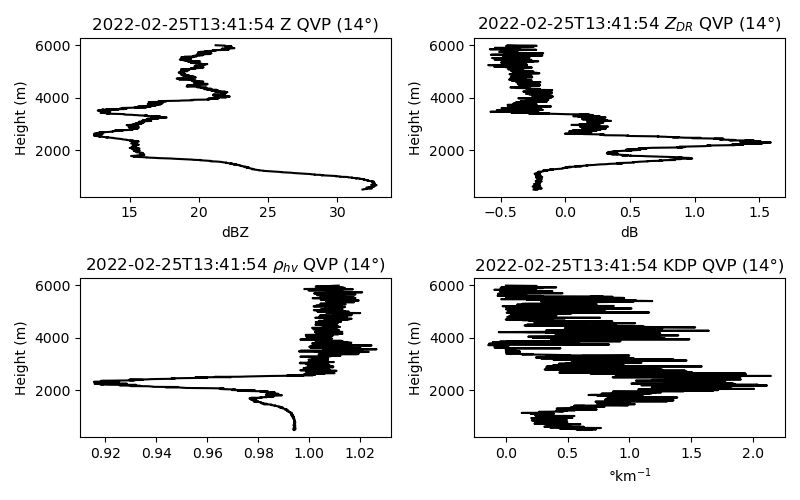 2022-02-25T13:41:54 Z QVP (14°)
6000
4000
2000
Height (m)
15
20
25
30
dBZ
2022-02-25T13:41:54 Z_DR QVP (14°)
6000
4000
2000
Height (m)
−0.5
0.0
0.5
1.0
1.5
dB
2022-02-25T13:41:54 ρ_hv QVP (14°)
6000
4000
2000
Height (m)
0.92
0.94
0.96
0.98
1.00
1.02
2022-02-25T13:41:54 KDP QVP (14°)
6000
4000
2000
Height (m)
0.0
0.5
1.0
1.5
2.0
°km⁻¹